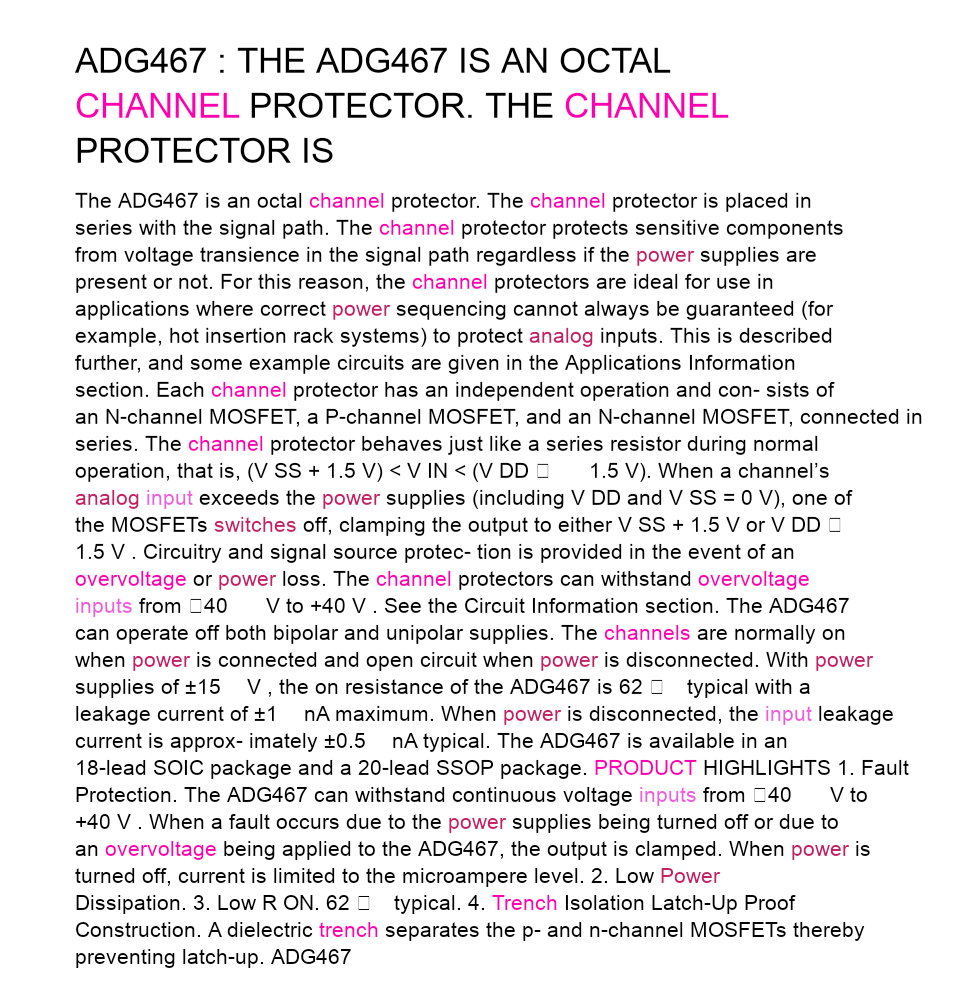 ADG467 : THE ADG467 IS AN OCTAL
CHANNEL PROTECTOR. THE CHANNEL
PROTECTOR IS
The ADG467 is an octal channel protector. The channel protector is placed in
series with the signal path. The channel protector protects sensitive components
from voltage transience in the signal path regardless if the power supplies are
present or not. For this reason, the channel protectors are ideal for use in
applications where correct power sequencing cannot always be guaranteed (for
example, hot insertion rack systems) to protect analog inputs. This is described
further, and some example circuits are given in the Applications Information
section. Each channel protector has an independent operation and con- sists of
an N-channel MOSFET, a P-channel MOSFET, and an N-channel MOSFET, connected in
series. The channel protector behaves just like a series resistor during normal
operation, that is, (V SS + 1.5 V) < V IN < (V DD □ 1.5 V). When a channel’s
analog input exceeds the power supplies (including V DD and V SS = 0 V), one of
the MOSFETs switches off, clamping the output to either V SS + 1.5 V or V DD □
1.5 V . Circuitry and signal source protec- tion is provided in the event of an
overvoltage or power loss. The channel protectors can withstand overvoltage
inputs from □40 V to +40 V . See the Circuit Information section. The ADG467
can operate off both bipolar and unipolar supplies. The channels are normally on
when power is connected and open circuit when power is disconnected. With power
supplies of ±15 V , the on resistance of the ADG467 is 62 □ typical with a
leakage current of ±1 nA maximum. When power is disconnected, the input leakage
current is approx- imately ±0.5 nA typical. The ADG467 is available in an
18-lead SOIC package and a 20-lead SSOP package. PRODUCT HIGHLIGHTS 1. Fault
Protection. The ADG467 can withstand continuous voltage inputs from □40 V to
+40 V . When a fault occurs due to the power supplies being turned off or due to
an overvoltage being applied to the ADG467, the output is clamped. When power is
turned off, current is limited to the microampere level. 2. Low Power
Dissipation. 3. Low R ON. 62 □ typical. 4. Trench Isolation Latch-Up Proof
Construction. A dielectric trench separates the p- and n-channel MOSFETs thereby
preventing latch-up. ADG467